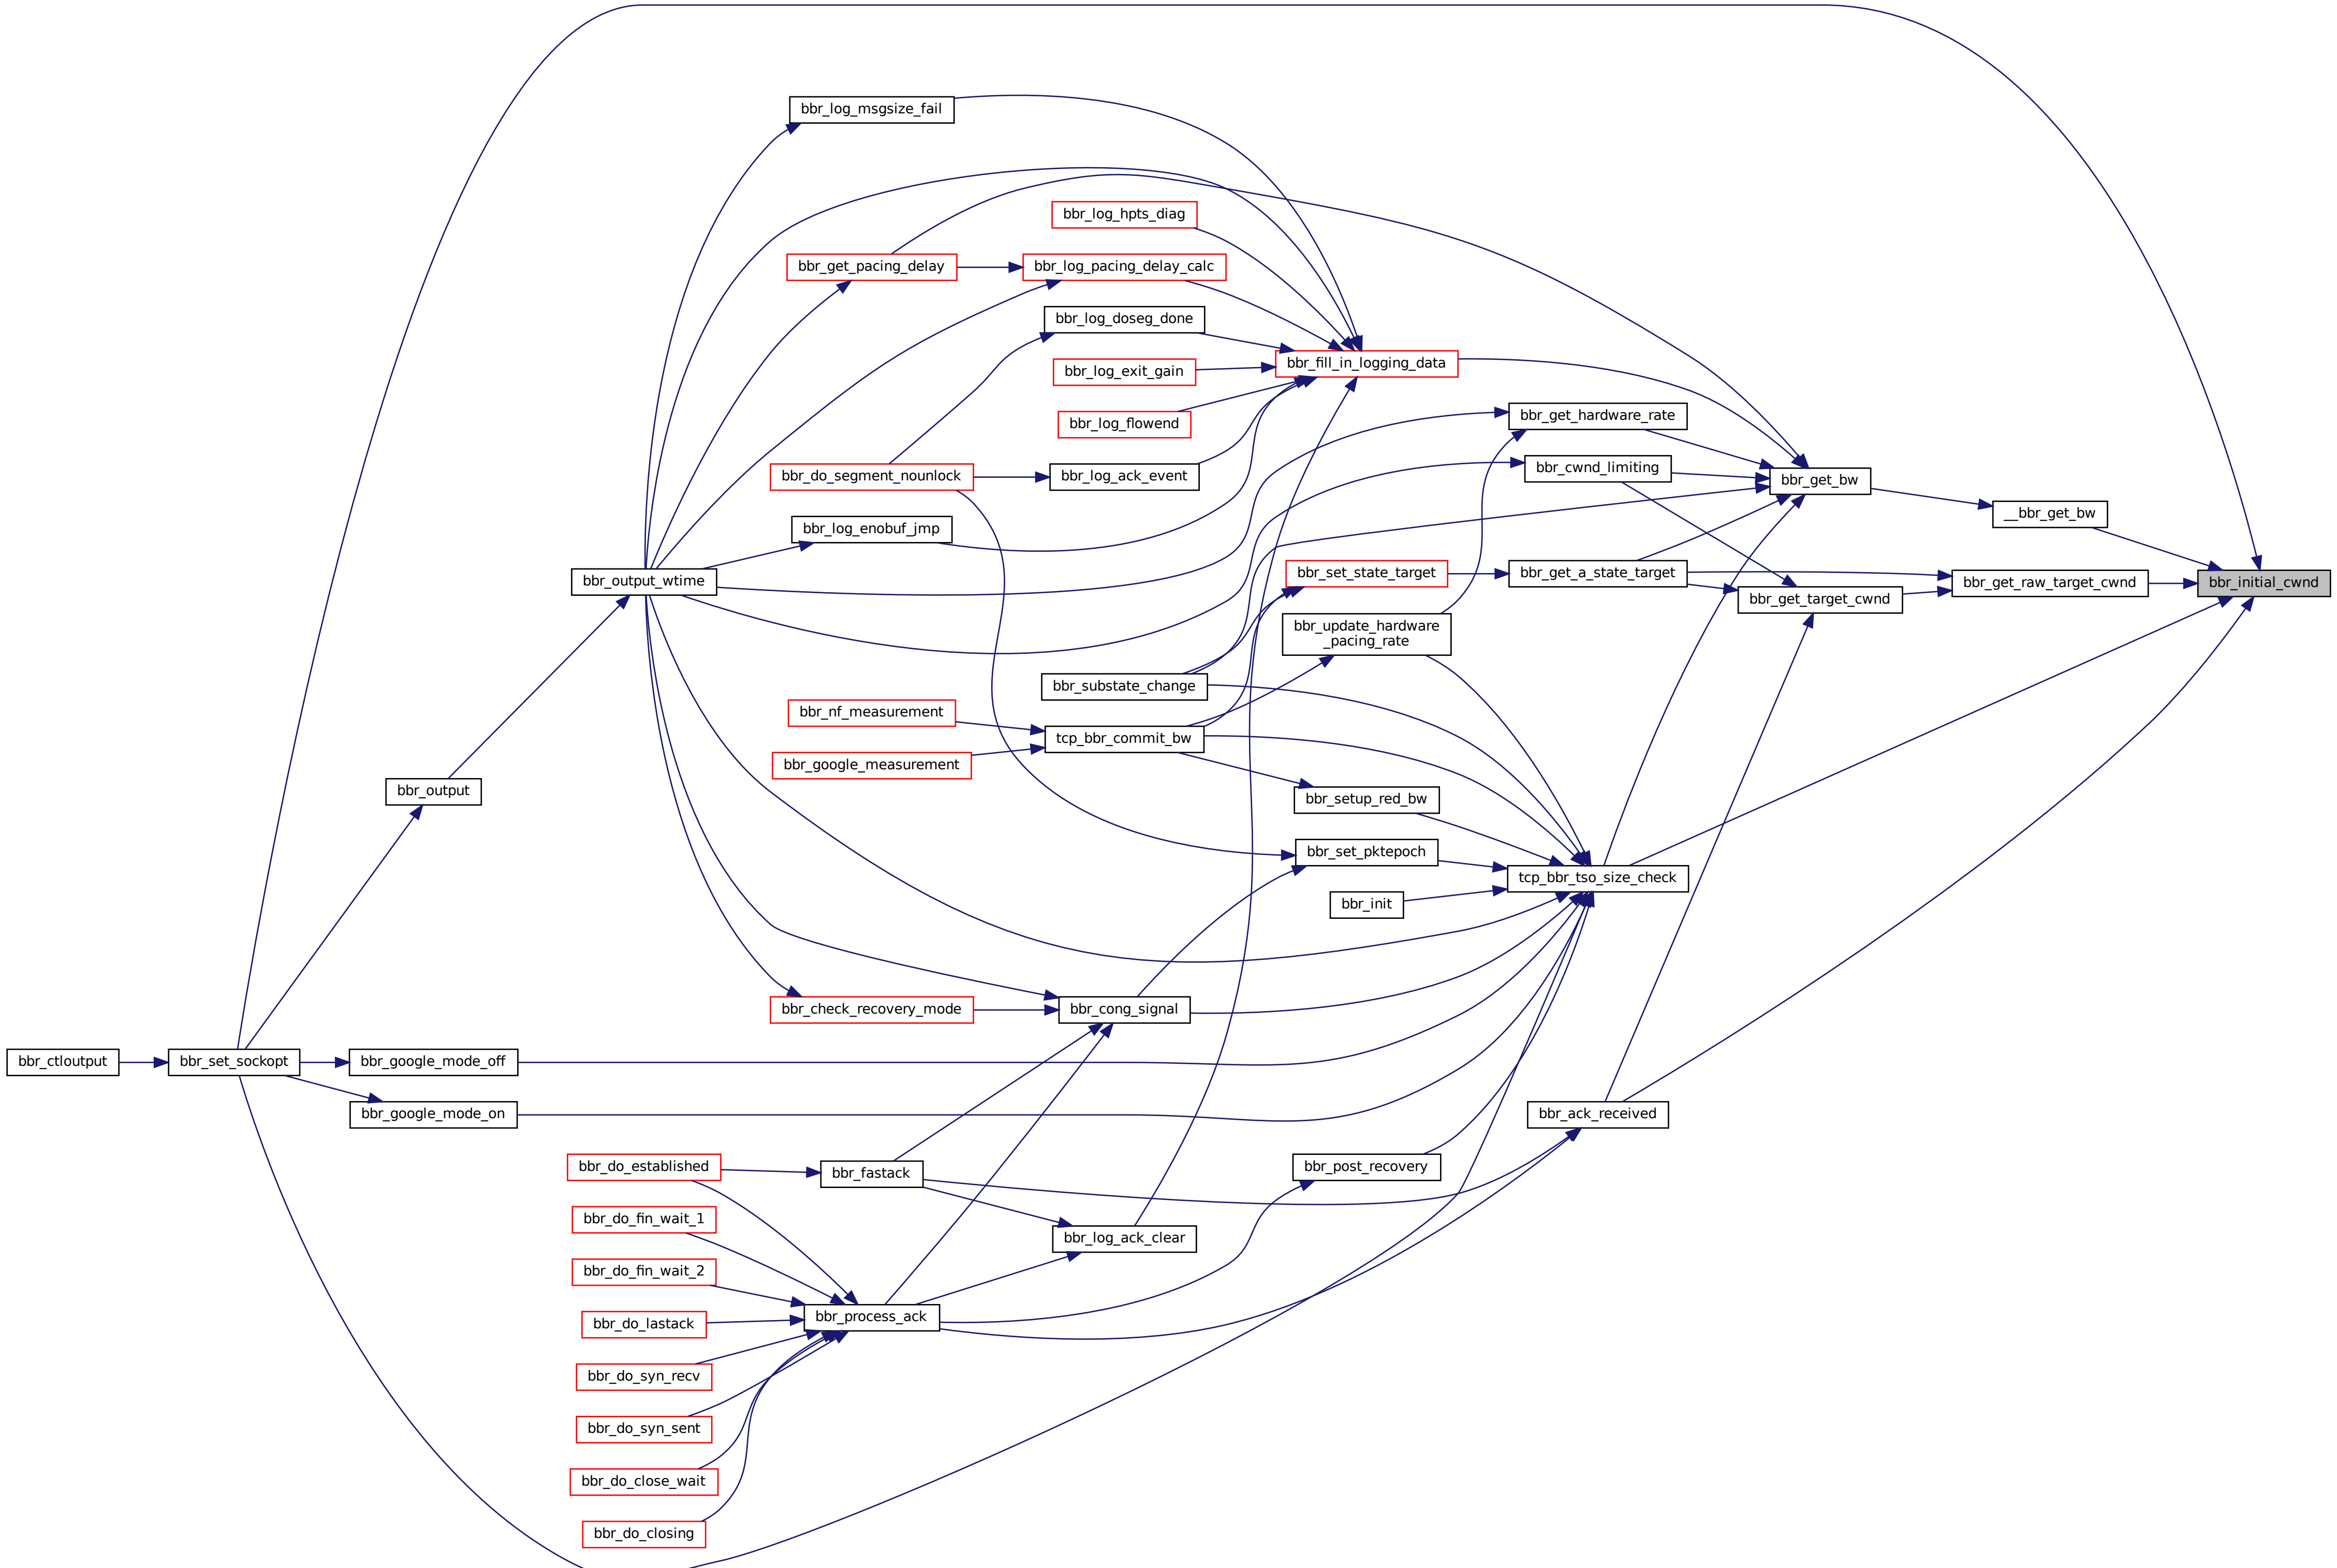 bbr_log_msgsize_fail
bbr_log_hpts_diag
bbr_get_pacing_delay
bbr_log_pacing_delay_calc
bbr_log_doseg_done
bbr_fill_in_logging_data
bbr_log_exit_gain
bbr_get_hardware_rate
bbr_log_flowend
bbr_cwnd_limiting
bbr_do_segment_nounlock
bbr_log_ack_event
bbr_get_bw
__bbr_get_bw
bbr_log_enobuf_jmp
bbr_output_wtime
bbr_set_state_target
bbr_get_a_state_target
bbr_get_raw_target_cwnd
bbr_initial_cwnd
bbr_get_target_cwnd
bbr_update_hardware
_pacing_rate
bbr_substate_change
bbr_nf_measurement
tcp_bbr_commit_bw
bbr_google_measurement
bbr_output
bbr_setup_red_bw
bbr_set_pktepoch
tcp_bbr_tso_size_check
bbr_init
bbr_check_recovery_mode
bbr_cong_signal
bbr_ctloutput
bbr_set_sockopt
bbr_google_mode_off
bbr_google_mode_on
bbr_ack_received
bbr_do_established
bbr_fastack
bbr_post_recovery
bbr_do_fin_wait_1
bbr_log_ack_clear
bbr_do_fin_wait_2
bbr_process_ack
bbr_do_lastack
bbr_do_syn_recv
bbr_do_syn_sent
bbr_do_close_wait
bbr_do_closing